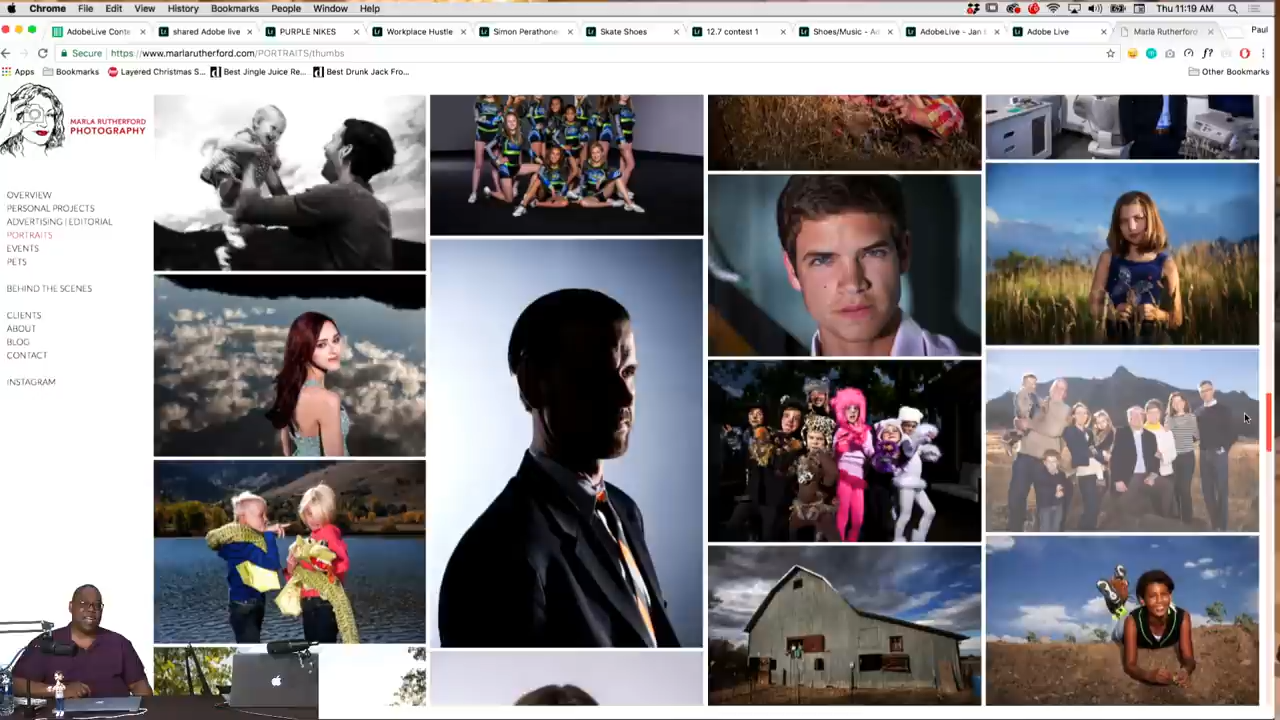 Chrome File Edit View History Bookmarks People Window Help
Thu 11:19 AM
AdobeLive Conte
shared Adobe live
PURPLE NIKES
Workplace Hustle
Simon Perathone
Skate Shoes
12.7 contest 1
Shoes/Music - Ad
AdobeLive - Jan
Adobe Live
Marla Rutherford
Paul
Secure
https://www.marlarutherford.com/PORTRAITS/thumbs
Apps
Bookmarks
Layered Christmas S...
Best Jingle Juice Re...
Best Drunk Jack Fro...
Other Bookmarks
MARLA RUTHERFORD
PHOTOGRAPHY
OVERVIEW
PERSONAL PROJECTS
ADVERTISING | EDITORIAL
PORTRAITS
EVENTS
PETS
BEHIND THE SCENES
CLIENTS
ABOUT
BLOG
CONTACT
INSTAGRAM